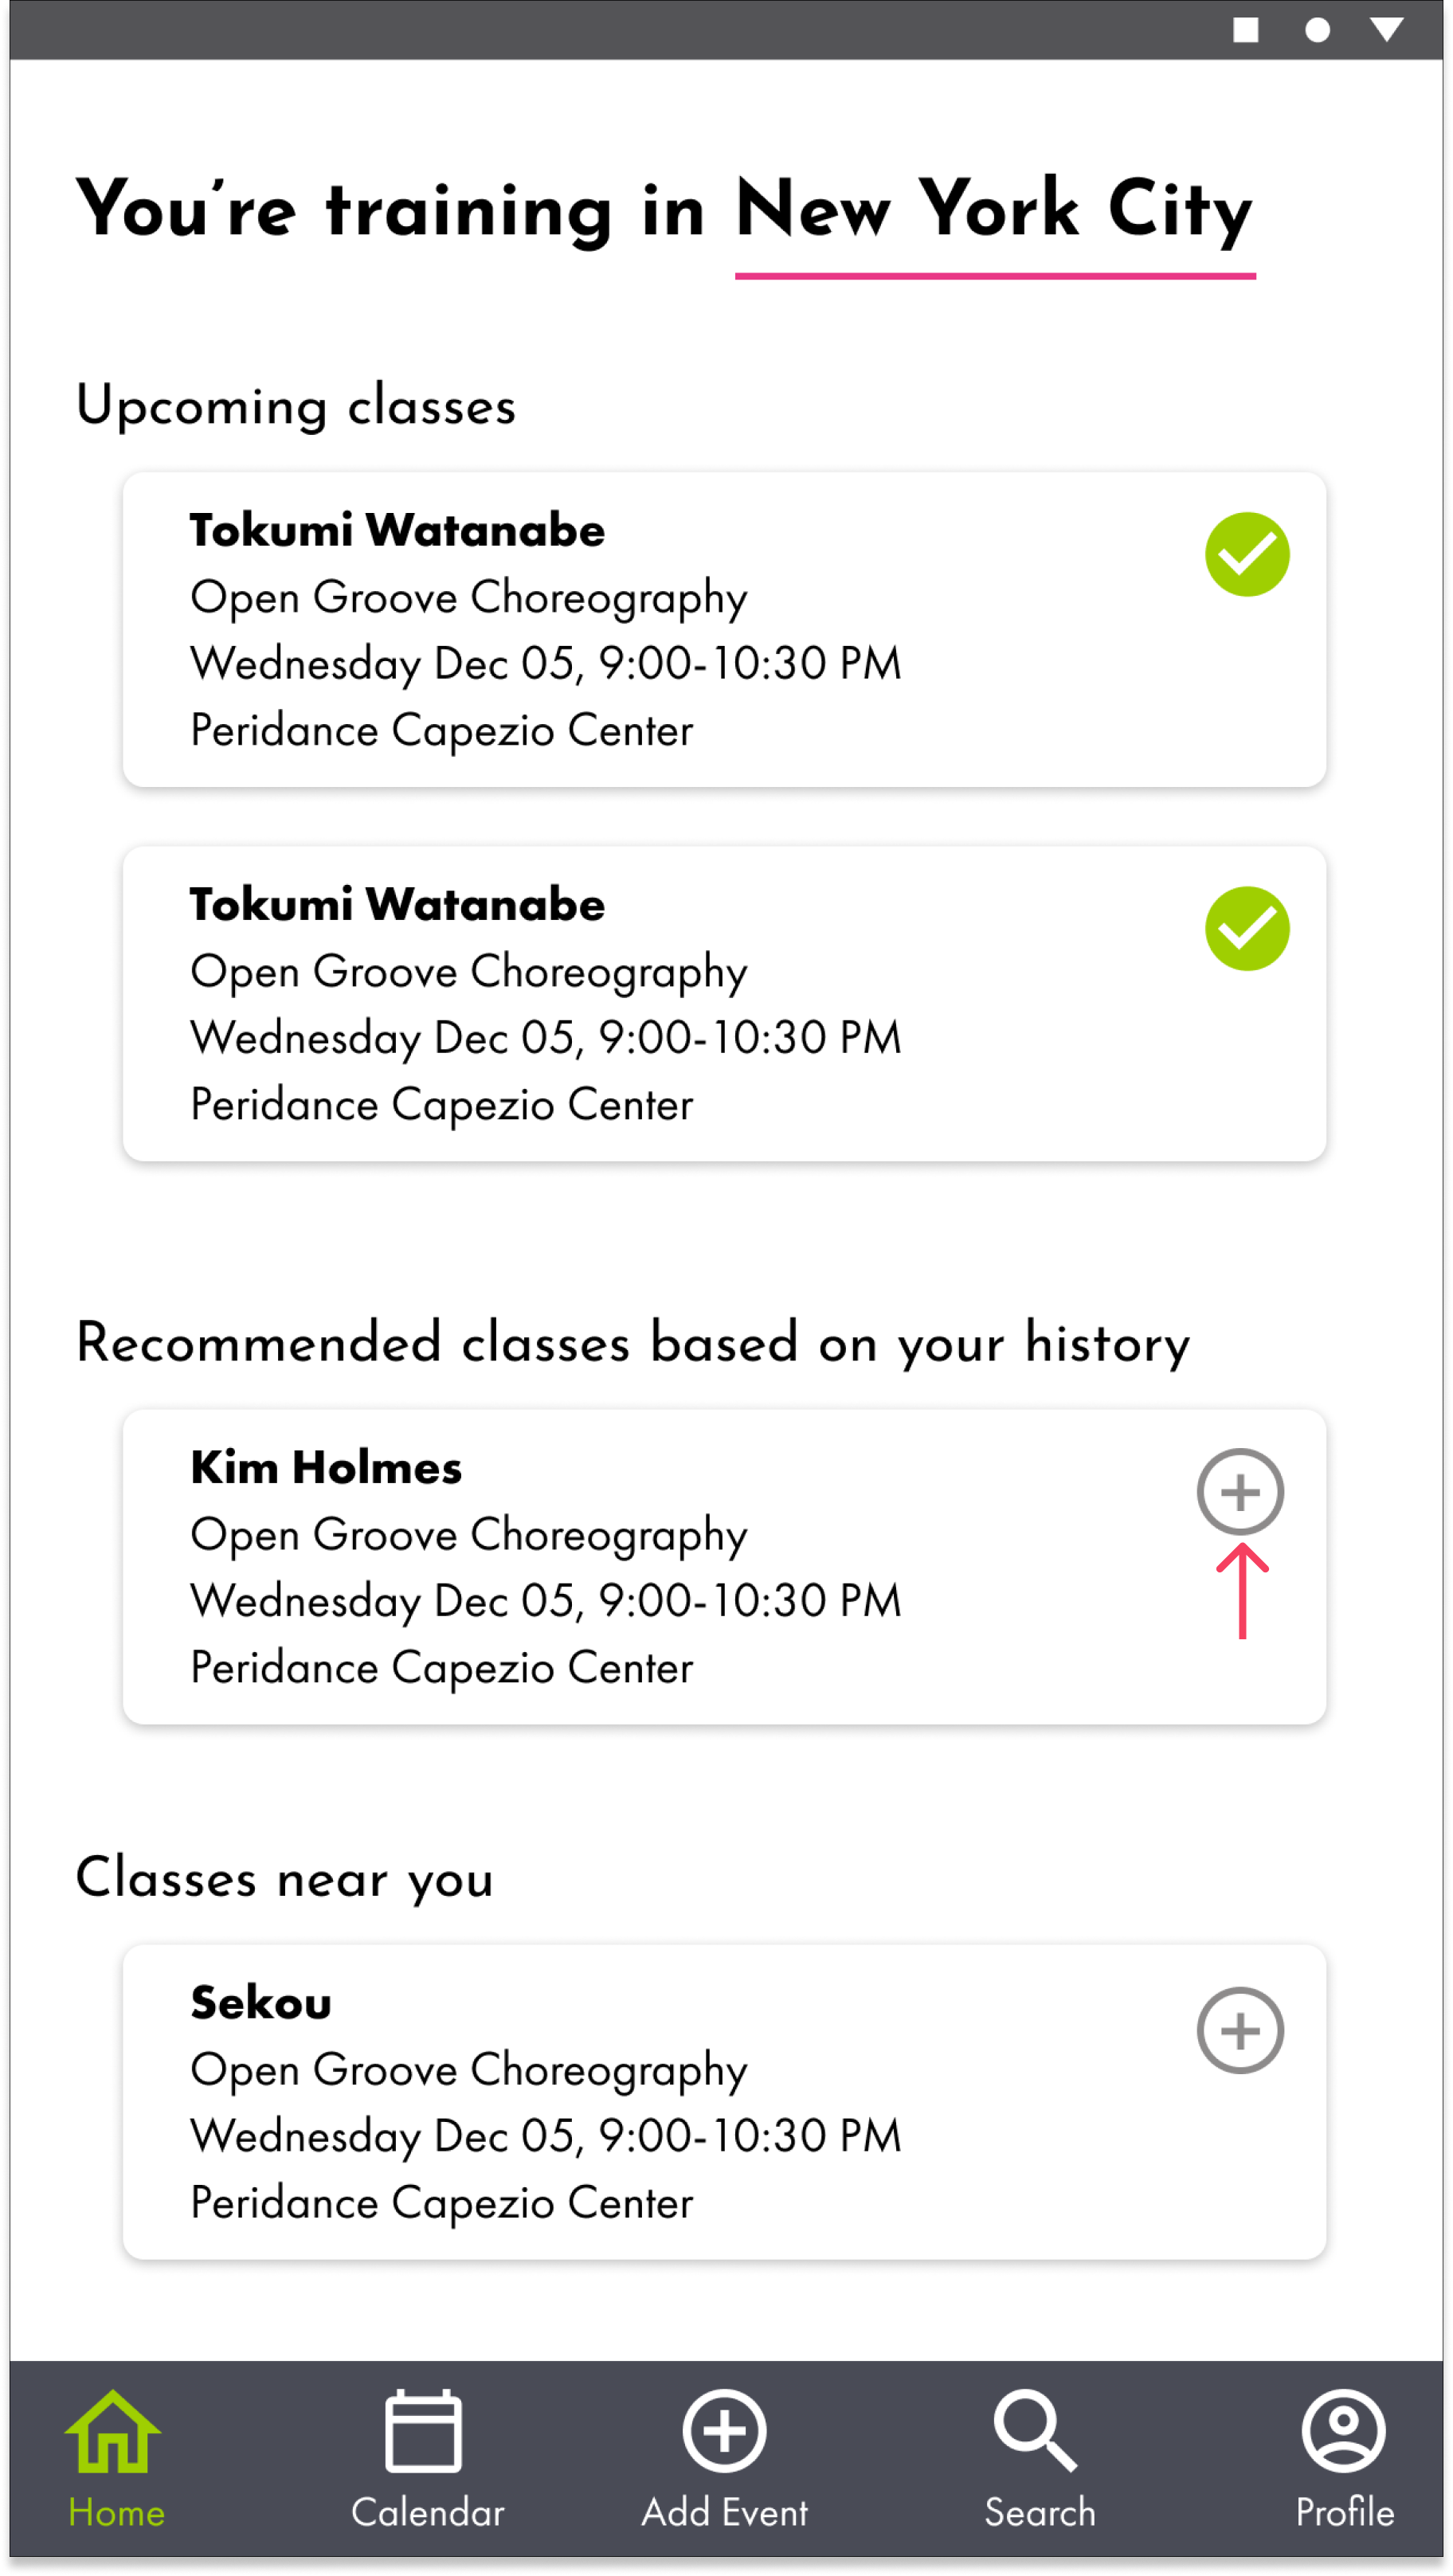 You’re training in New York City
Upcoming classes
Tokumi Watanabe
Open Groove Choreography
Wednesday Dec 05, 9:00-10:30 PM
Peridance Capezio Center
Tokumi Watanabe
Open Groove Choreography
Wednesday Dec 05, 9:00-10:30 PM
Peridance Capezio Center
Recommended classes based on your history
Kim Holmes
Open Groove Choreography
Wednesday Dec 05, 9:00-10:30 PM
Peridance Capezio Center
Classes near you
Sekou
Open Groove Choreography
Wednesday Dec 05, 9:00-10:30 PM
Peridance Capezio Center
Home Calendar Add Event Search Profile